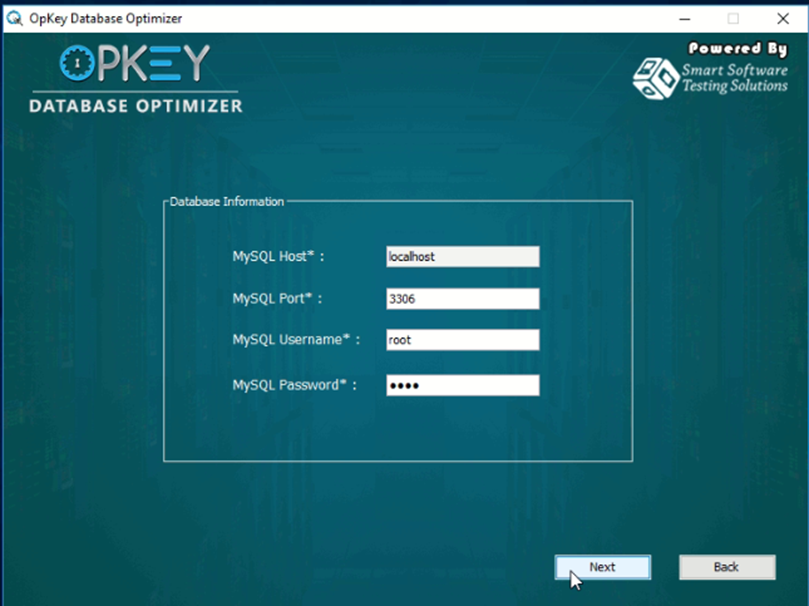 OpKey Database Optimizer
OPKEY
DATABASE OPTIMIZER
Powered By
Smart Software
Testing Solutions
Database Information
MySQL Host* : localhost
MySQL Port* : 3306
MySQL Username* : root
MySQL Password* : ●●●●
Next Back